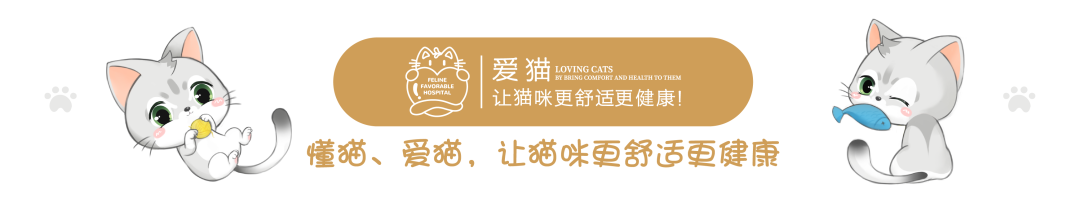 FELINE
FAVORABLE
HOSPITAL
爱猫
LOVING CATS
BY BRING COMFORT AND HEALTH TO THEM
让猫咪更舒适更健康!
懂猫、爱猫，让猫咪更舒适更健康